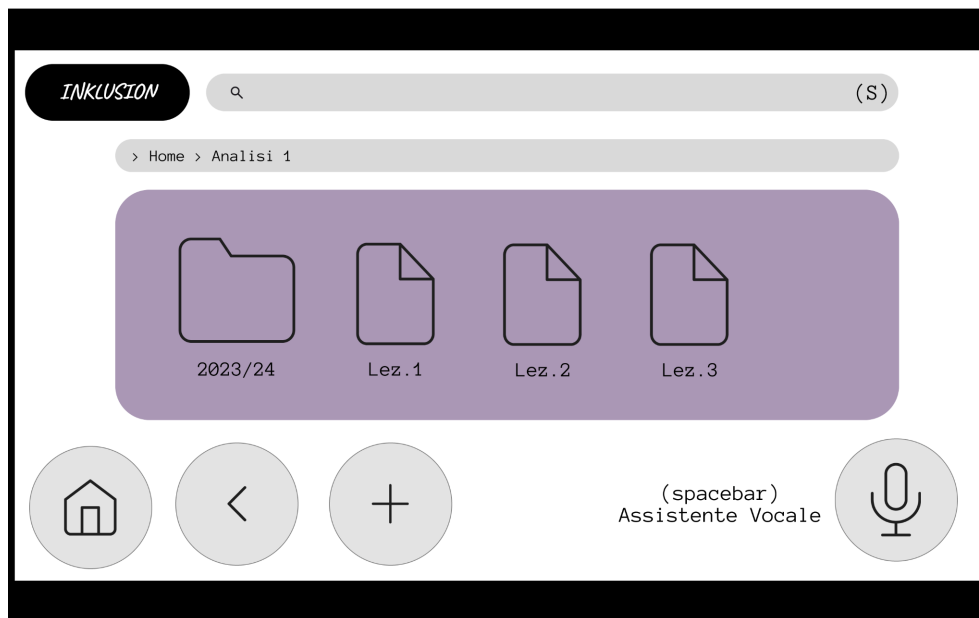 INKLUSION
(S)
> Home > Analisi 1
2023/24
Lez.1
Lez.2
Lez.3
(spacebar)
Assistente Vocale